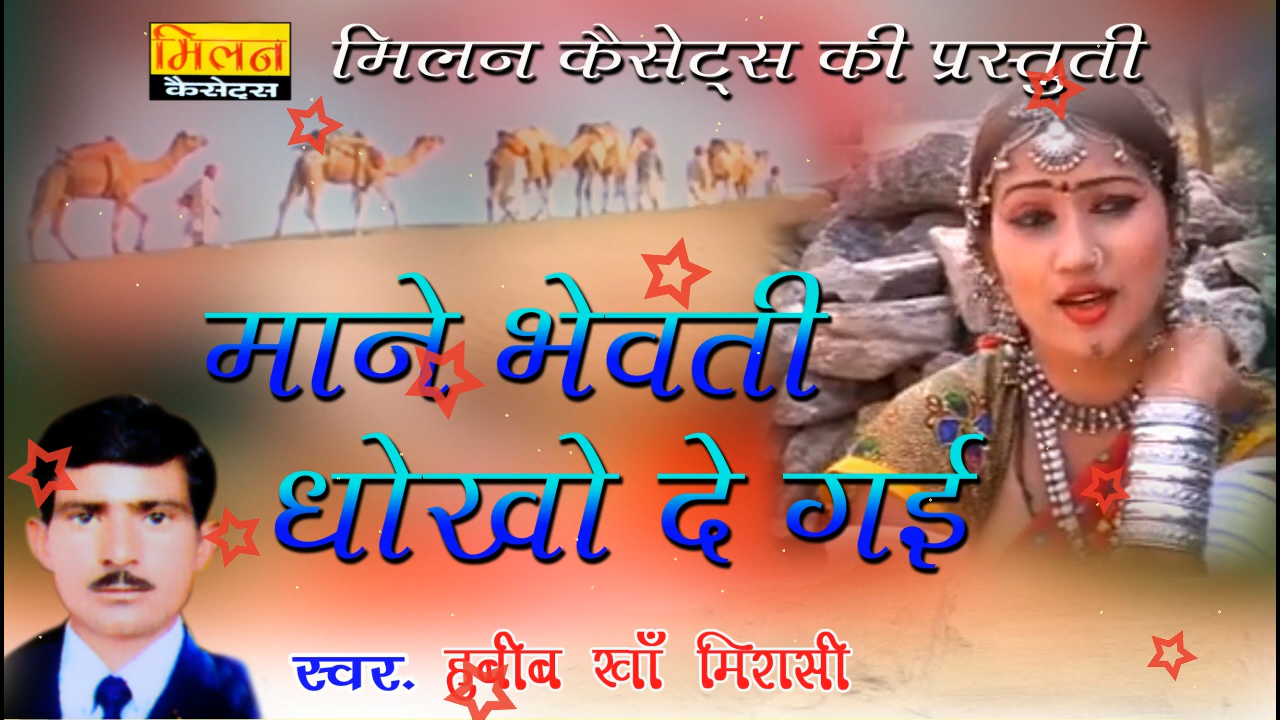 मिलन
कैसेट्स
मिलन कैसेट्स की प्रस्तुती
माने भेवती
धोखो दे गई
स्वर. हबीब खाँ मिरासी